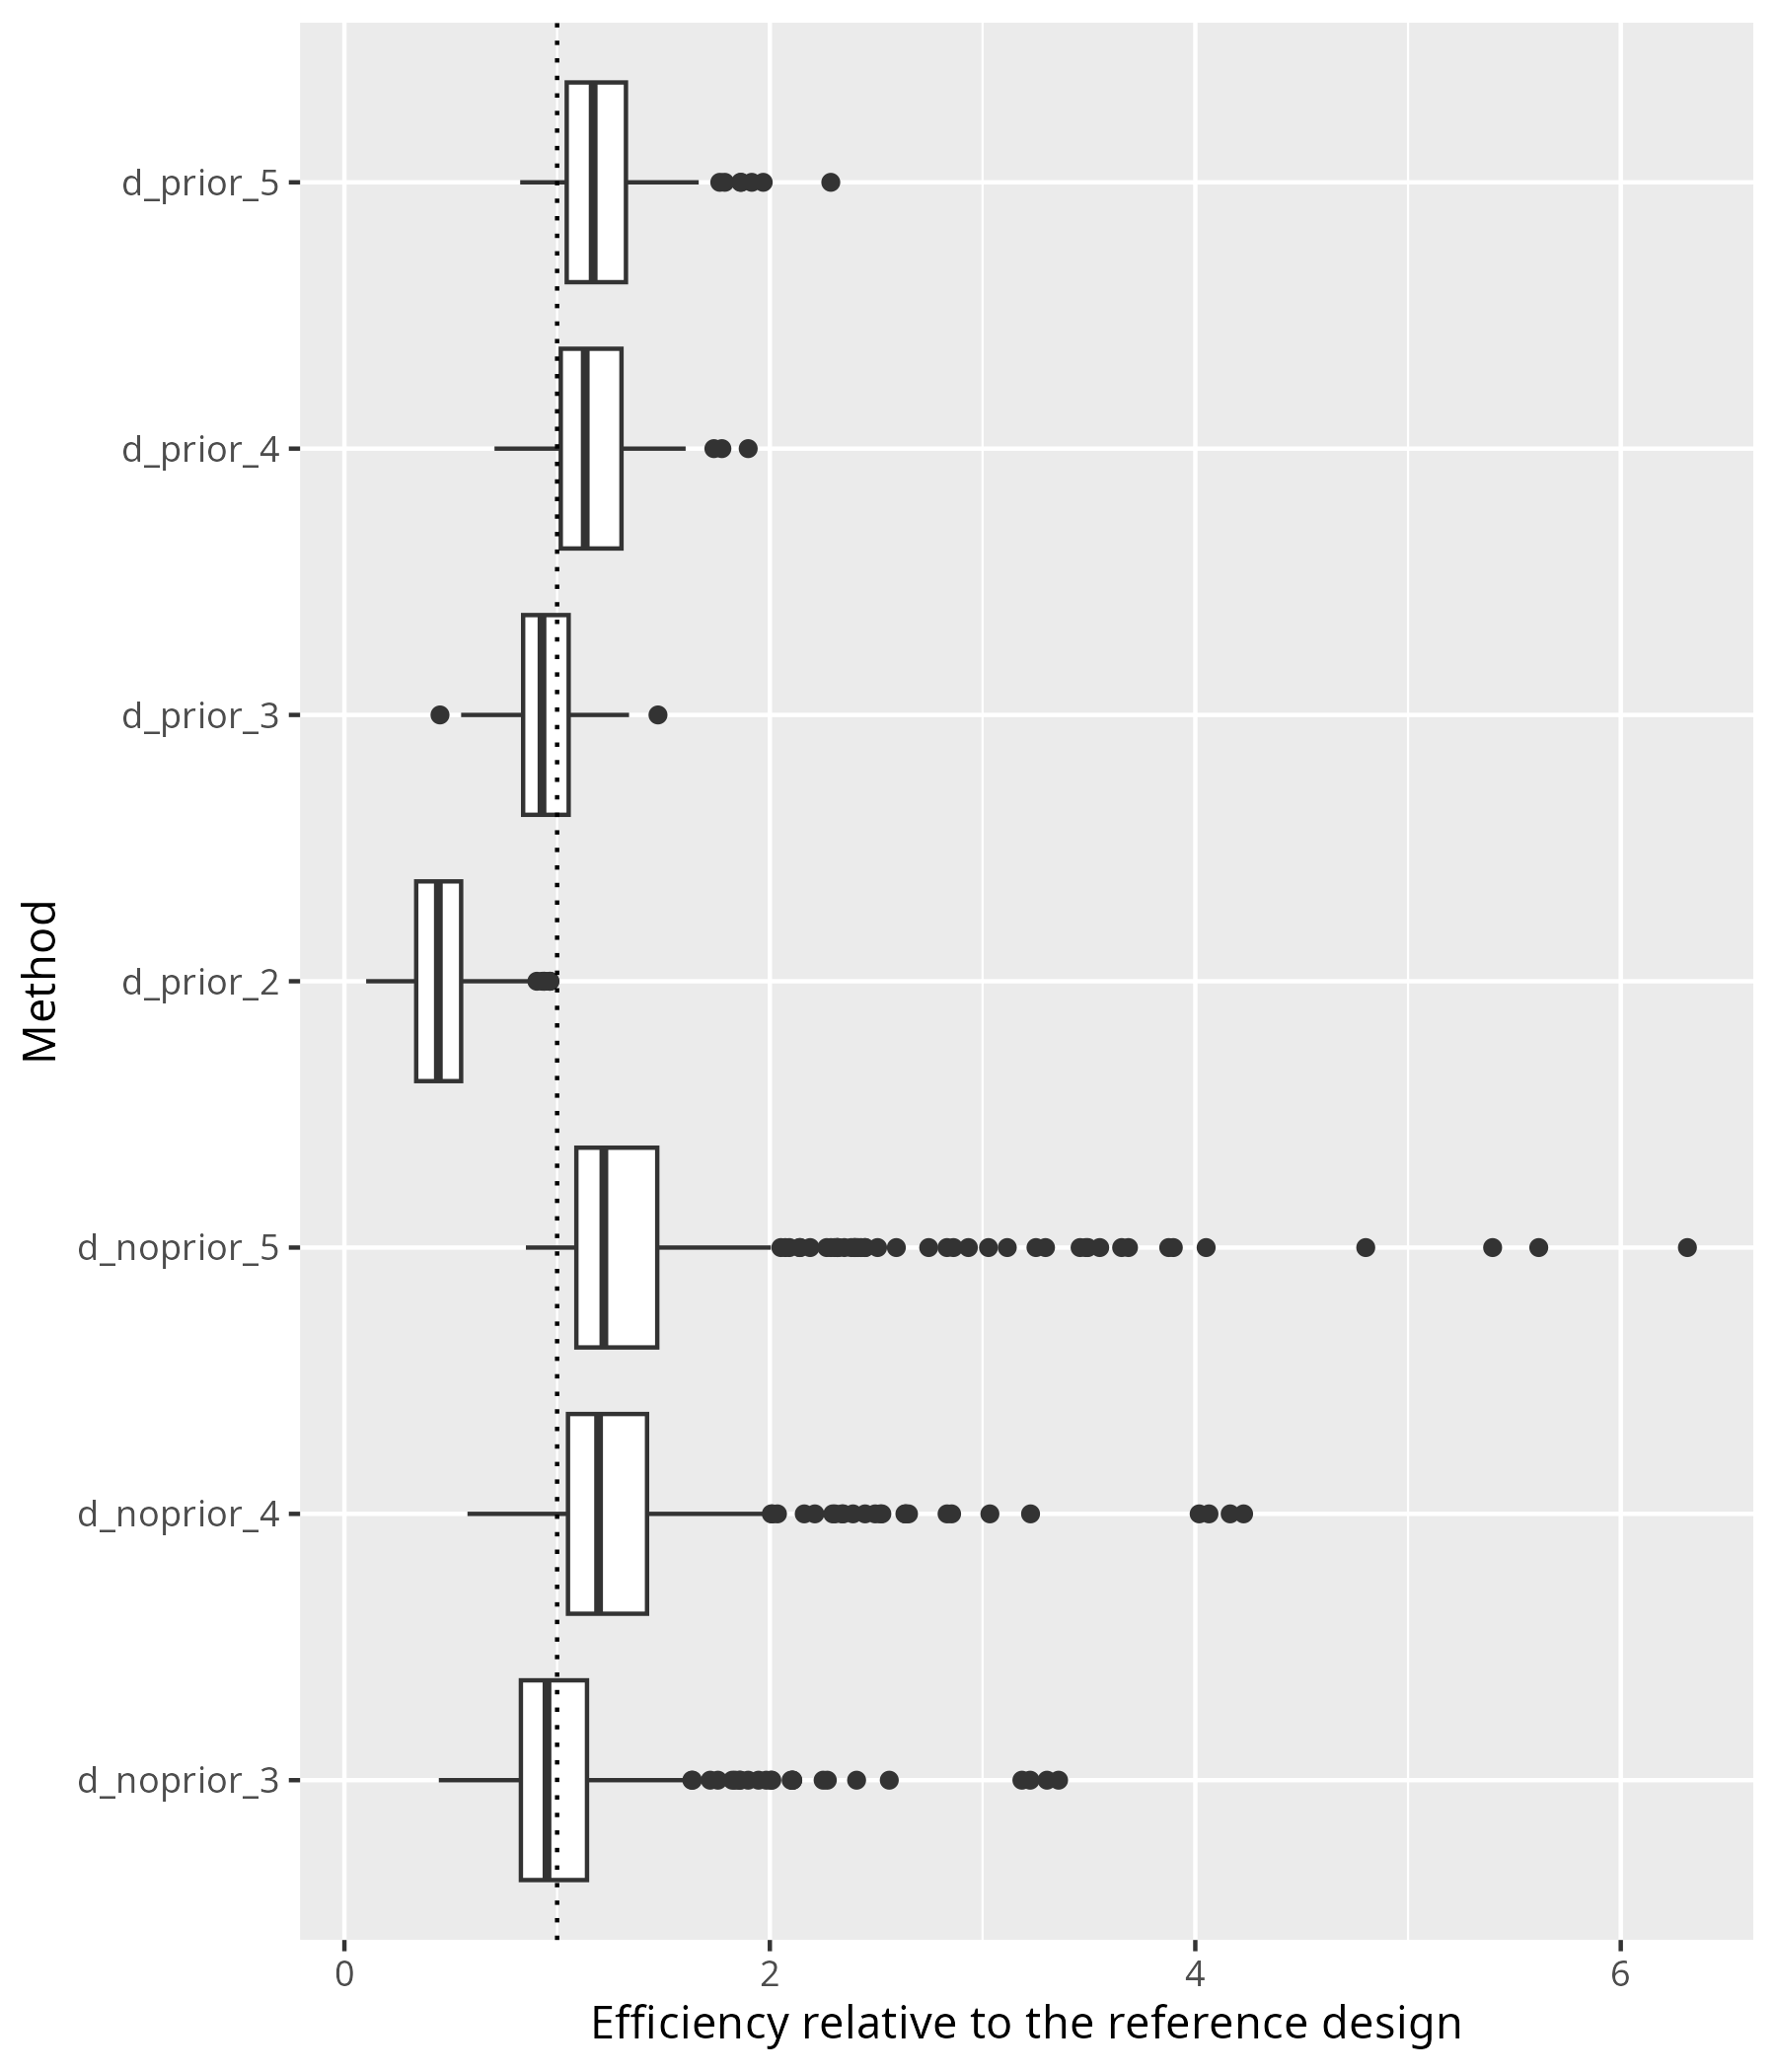 Method
d_prior_5
d_prior_4
d_prior_3
d_prior_2
d_noprior_5
d_noprior_4
d_noprior_3
0 2 4 6
Efficiency relative to the reference design